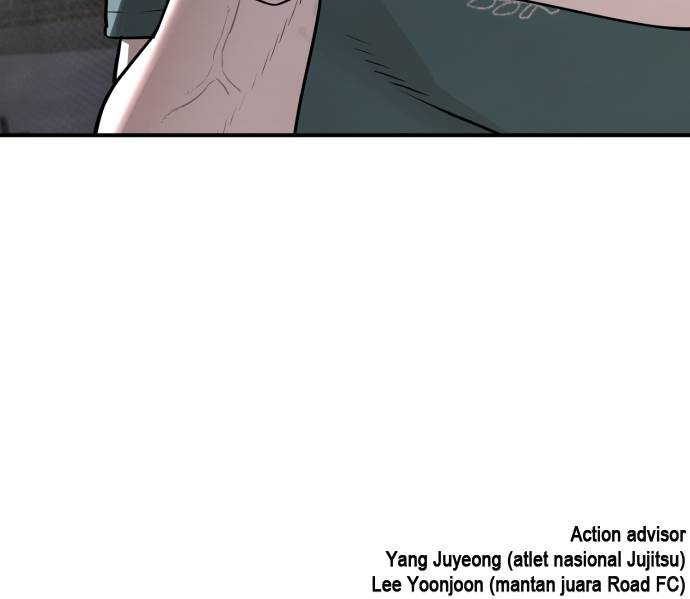 Action advisor
Yang Juyeong (atlet nasional Jujitsu)
Lee Yoonjoon (mantan juara Road FC)